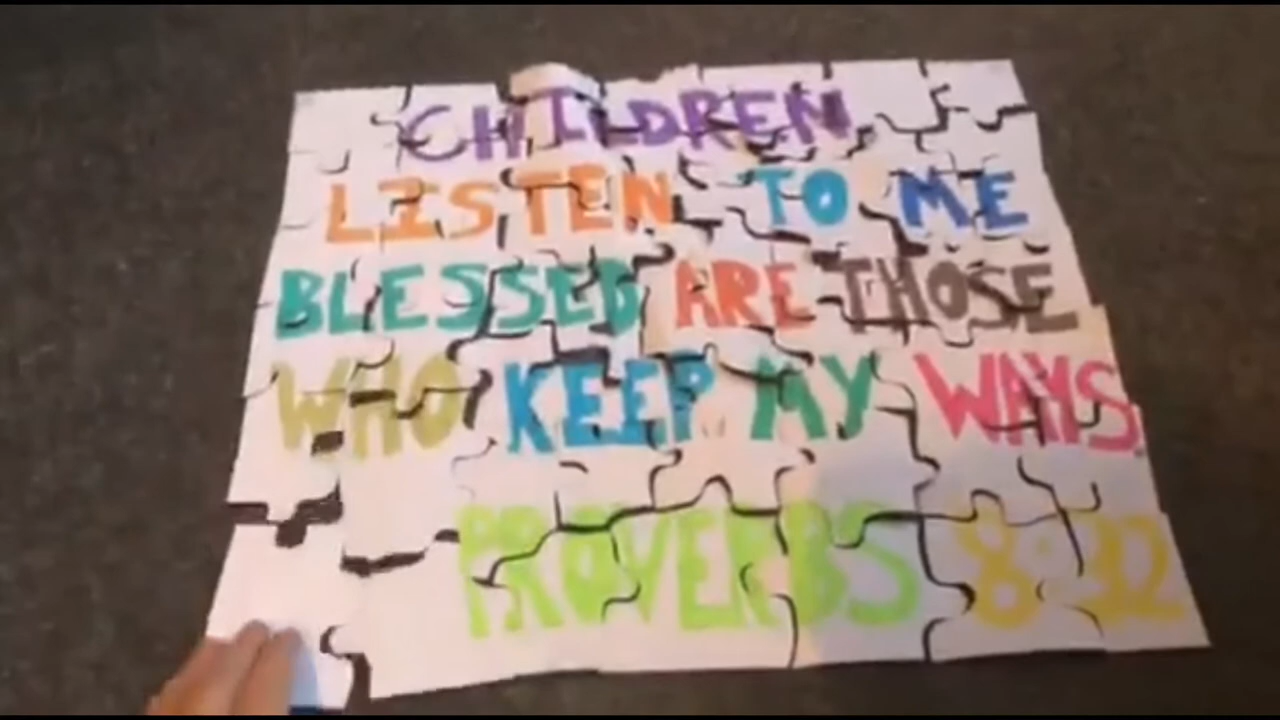 CHILDREN
LISTEN TO ME
BLESSED ARE THOSE
WHO KEEP MY WAYS.
PROVERBS 8:32